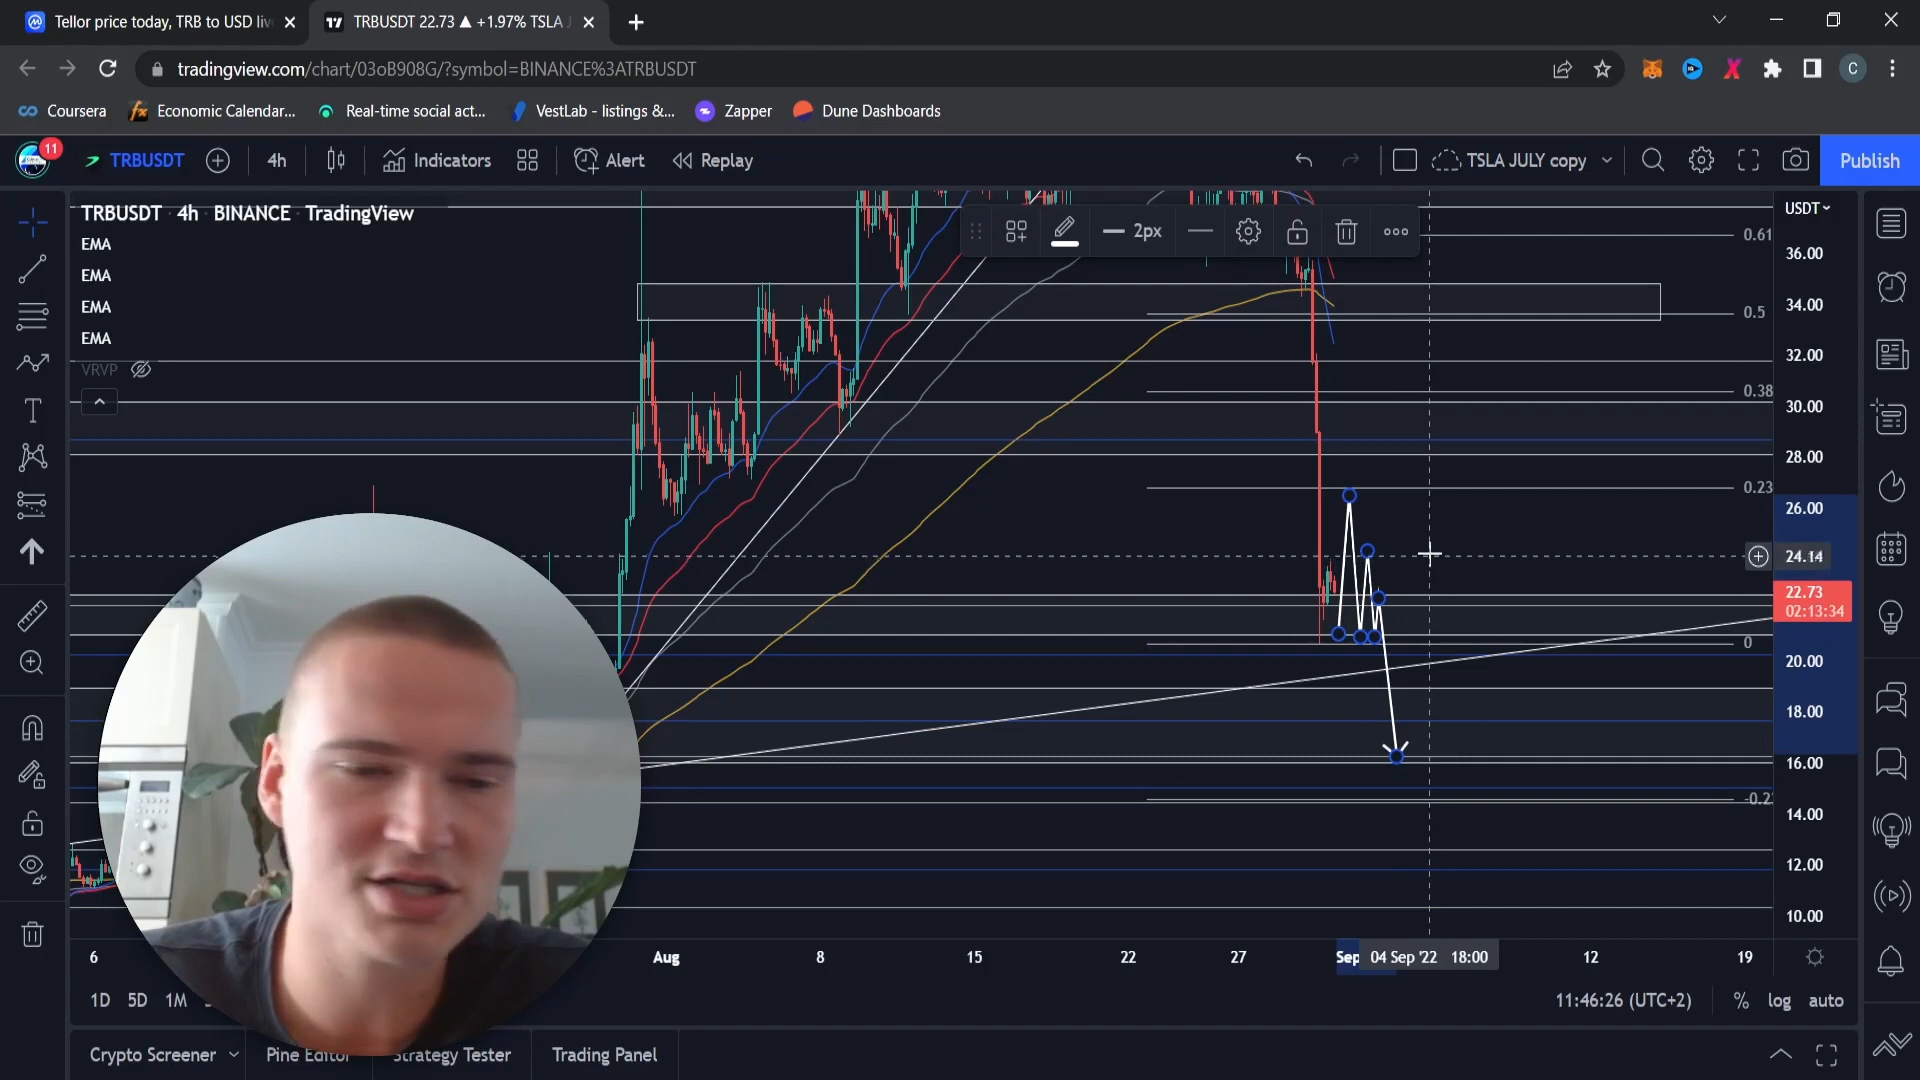 Tellor price today, TRB to USD liv
TRBUSDT 22.73 ▲ +1.97% TSLA J
tradingview.com/chart/03oB908G/?symbol=BINANCE%3ATRBUSDT
C
Coursera
Economic Calendar...
Real-time social act...
VestLab - listings &...
Zapper
Dune Dashboards
11
TRBUSDT
4h
Indicators
Alert
Replay
TSLA JULY copy
Publish
TRBUSDT 4h BINANCE TradingView
EMA
EMA
EMA
EMA
VRVP
2px
USDT
0.61
36.00
34.00
0.5
32.00
0.38
30.00
28.00
0.23
26.00
24.14
22.73
02:13:34
0
20.00
18.00
16.00
-0.2
14.00
12.00
10.00
6
Aug
8
15
22
27
Sep
04 Sep '22 18:00
12
19
1D 5D 1M
11:46:26 (UTC+2)
% log auto
Crypto Screener
Pine Editor
Strategy Tester
Trading Panel